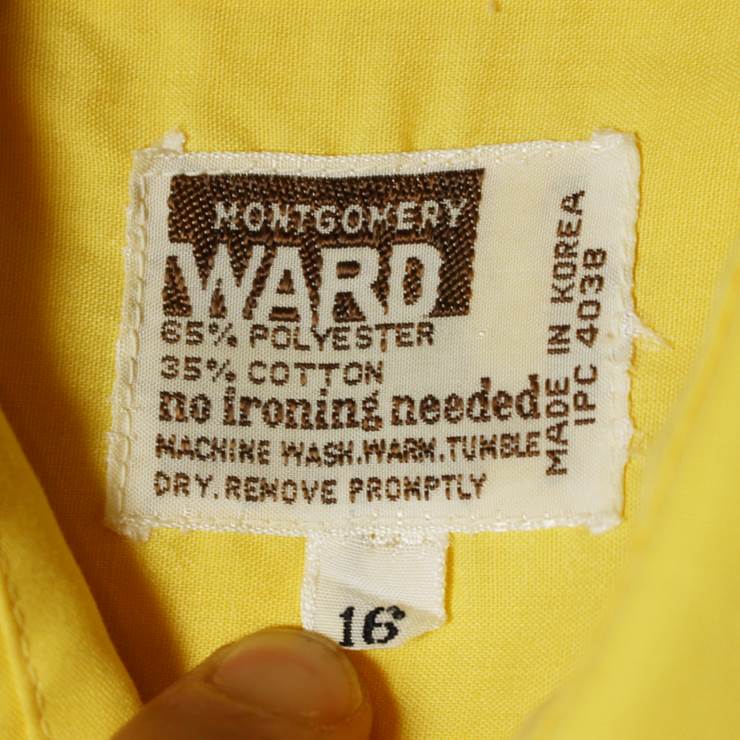 MONTGOMERY
WARD
65% POLYESTER
35% COTTON
no ironing needed
MACHINE WASH.WARM.TUMBLE
DRY.REMOVE PROMPTLY
MADE IN KOREA
IPC 403B
16